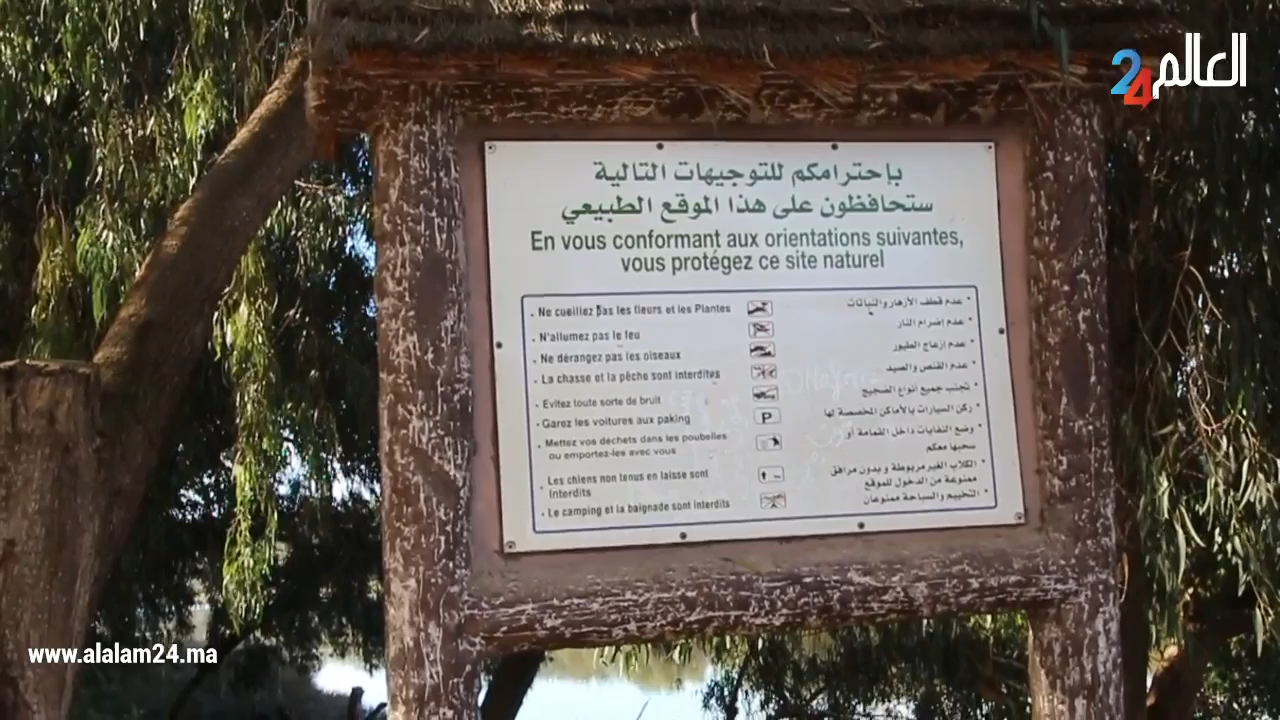 العالم 24
بإحترامكم للتوجيهات التالية
ستحافظون على هذا الموقع الطبيعي
En vous conformant aux orientations suivantes,
vous protégez ce site naturel
. Ne cueillez pas les fleurs et les Plantes
. N'allumez pas le feu
. Ne dérangez pas les oiseaux
. La chasse et la pêche sont interdites
. Evitez toute sorte de bruit
. Garez les voitures aux paking
. Mettez vos déchets dans les poubelles
ou emportez-les avec vous
. Les chiens non tenus en laisse sont
Interdits
. Le camping et la baignade sont interdits
P
• عدم قطف الأزهار والنباتات
• عدم إضرام النار
• عدم ازعاج الطيور
• عدم القنص والصيد
• تجنب جميع أنواع الضجيج
• ركن السيارات بالأماكن المخصصة لها
• وضع النفايات داخل القمامة أو
سحبها معكم
• الكلاب الغير مربوطة و بدون مرافق
ممنوعة من الدخول للموقع
• التخييم والسباحة ممنوعان
www.alalam24.ma